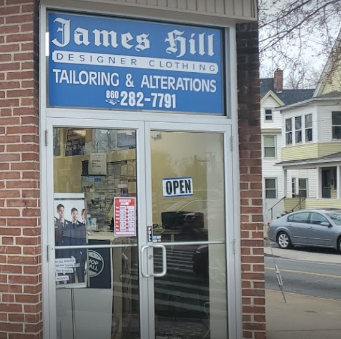 James Hill
DESIGNER CLOTHING
TAILORING & ALTERATIONS
860 282-7791
OPEN